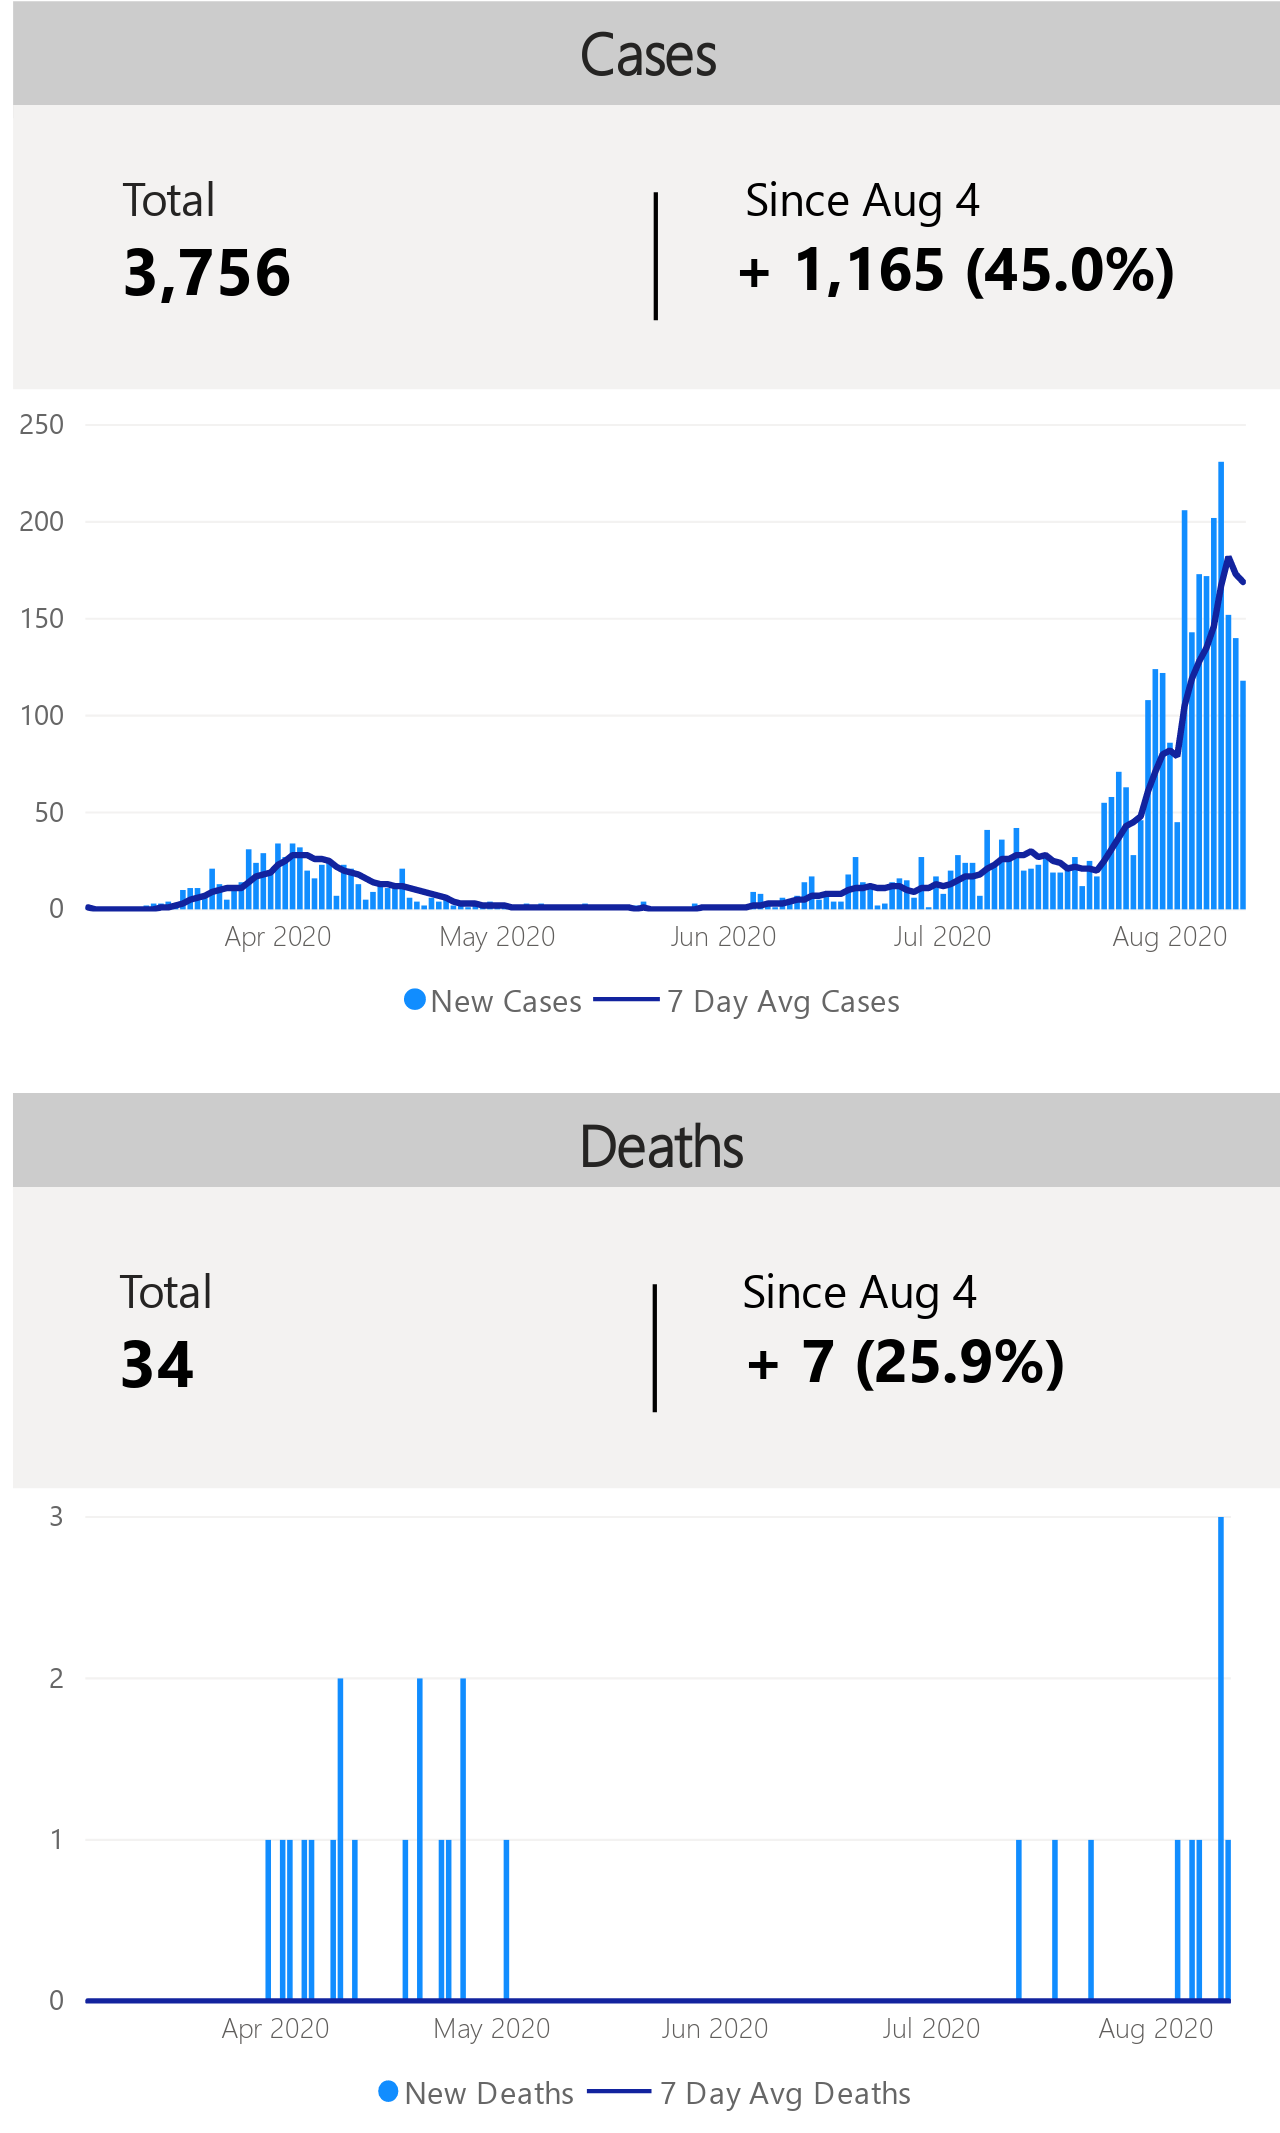 Cases
Total
3,756
Since Aug 4
+ 1,165 (45.0%)
250
200
150
100
50
0
Apr 2020 May 2020 Jun 2020 Jul 2020 Aug 2020
New Cases 7 Day Avg Cases
Deaths
Total
34
Since Aug 4
+ 7 (25.9%)
3
2
1
0
Apr 2020 May 2020 Jun 2020 Jul 2020 Aug 2020
New Deaths 7 Day Avg Deaths